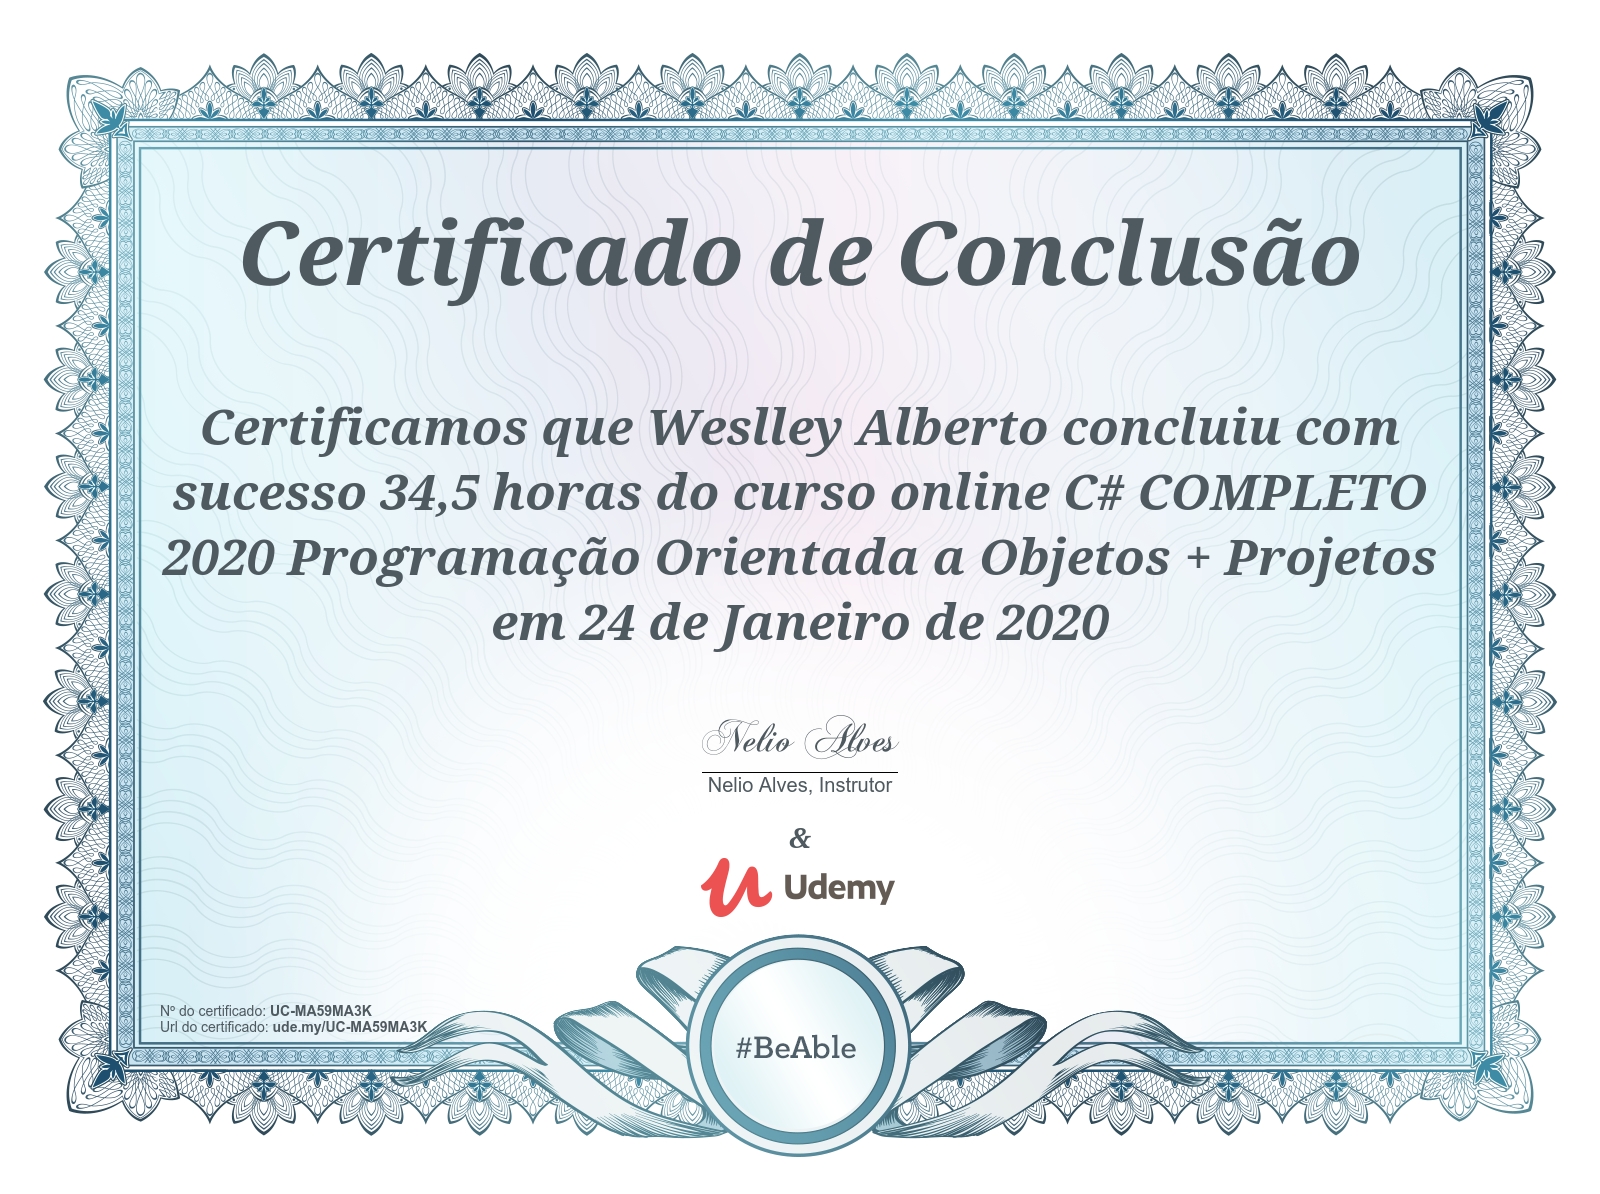 Certificado de Conclusão
Certificamos que Weslley Alberto concluiu com
sucesso 34,5 horas do curso online C# COMPLETO
2020 Programação Orientada a Objetos + Projetos
em 24 de Janeiro de 2020
Nelio Alves
Nelio Alves, Instrutor
&
Udemy
Nº do certificado: UC-MA59MA3K
Url do certificado: ude.my/UC-MA59MA3K
#BeAble